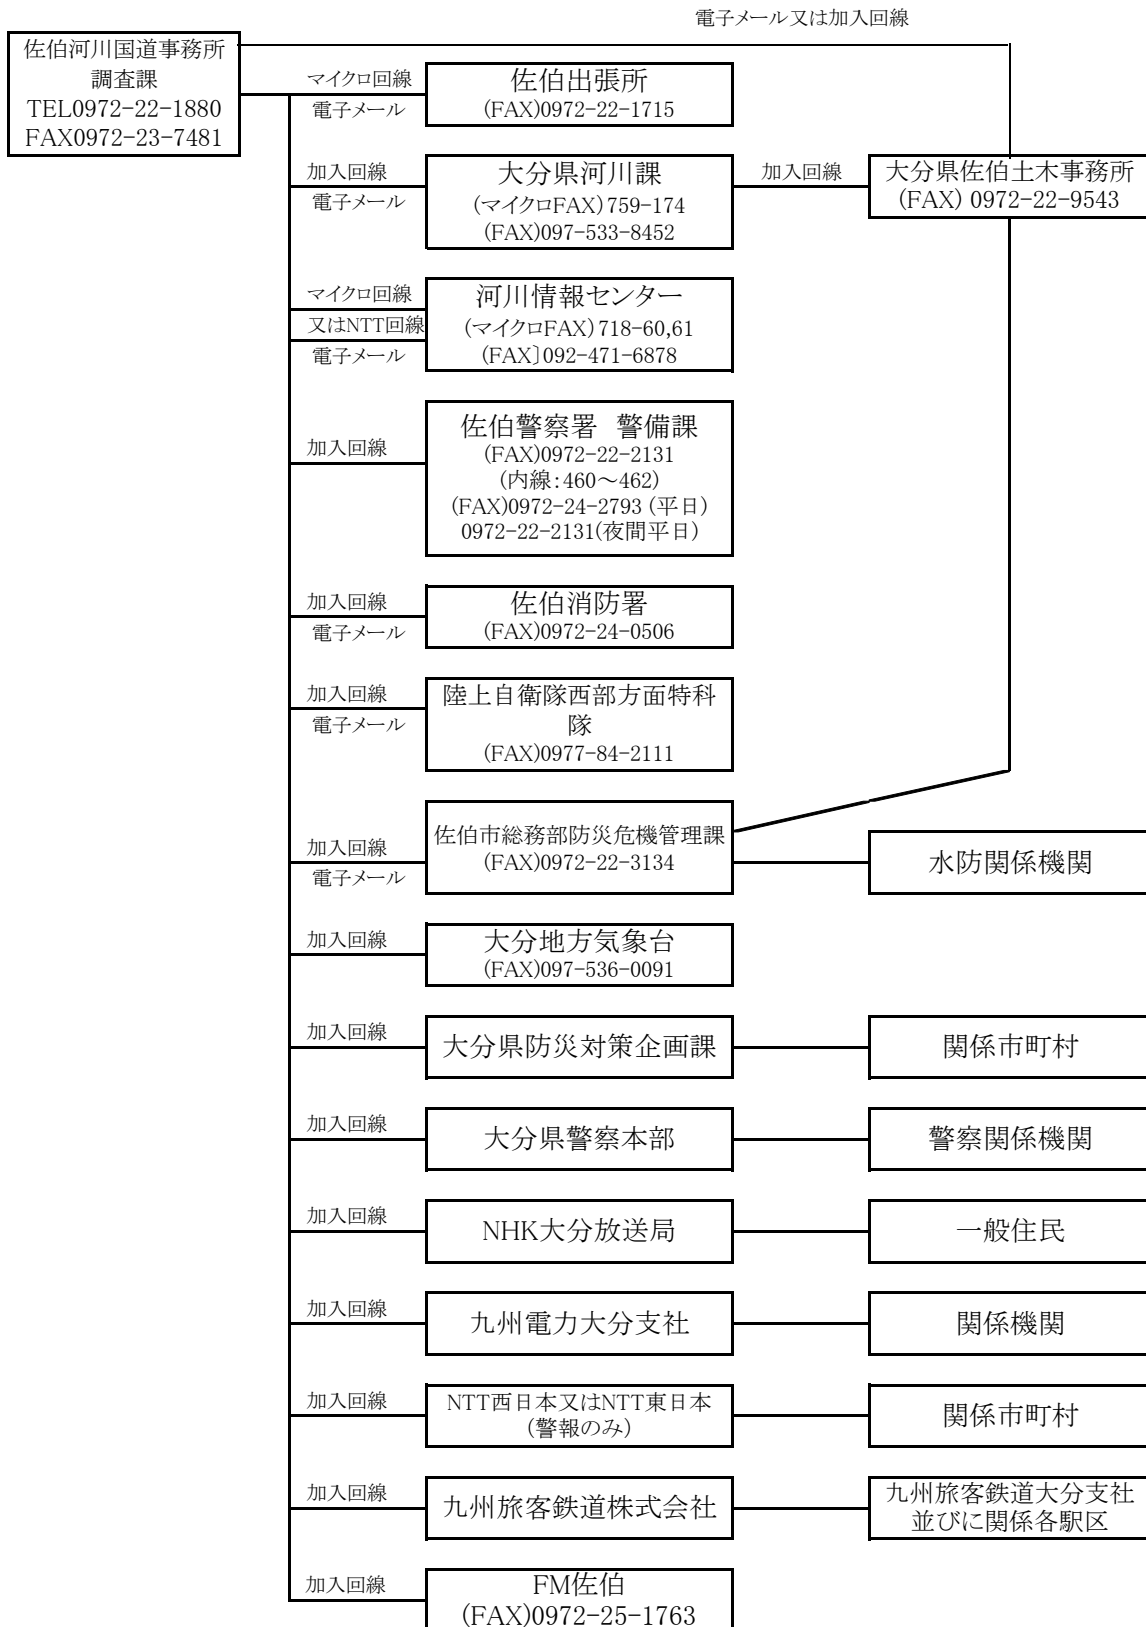 電子メール又は加入回線
佐伯河川国道事務所
調査課
TEL0972-22-1880
FAX0972-23-7481
マイクロ回線
電子メール
佐伯出張所
(FAX)0972-22-1715
加入回線
電子メール
大分県河川課
(マイクロFAX)759-174
(FAX)097-533-8452
加入回線
大分県佐伯土木事務所
(FAX) 0972-22-9543
マイクロ回線
又はNTT回線
電子メール
河川情報センター
(マイクロFAX)718-60,61
(FAX〕092-471-6878
加入回線
佐伯警察署 警備課
(FAX)0972-22-2131
(内線:460～462)
(FAX)0972-24-2793 (平日)
0972-22-2131(夜間平日)
加入回線
電子メール
佐伯消防署
(FAX)0972-24-0506
加入回線
電子メール
陸上自衛隊西部方面特科
隊
(FAX)0977-84-2111
加入回線
電子メール
佐伯市総務部防災危機管理課
(FAX)0972-22-3134
水防関係機関
加入回線
大分地方気象台
(FAX)097-536-0091
加入回線
大分県防災対策企画課
関係市町村
加入回線
大分県警察本部
警察関係機関
加入回線
NHK大分放送局
一般住民
加入回線
九州電力大分支社
関係機関
加入回線
NTT西日本又はNTT東日本
(警報のみ)
関係市町村
加入回線
九州旅客鉄道株式会社
九州旅客鉄道大分支社
並びに関係各駅区
加入回線
FM佐伯
(FAX)0972-25-1763